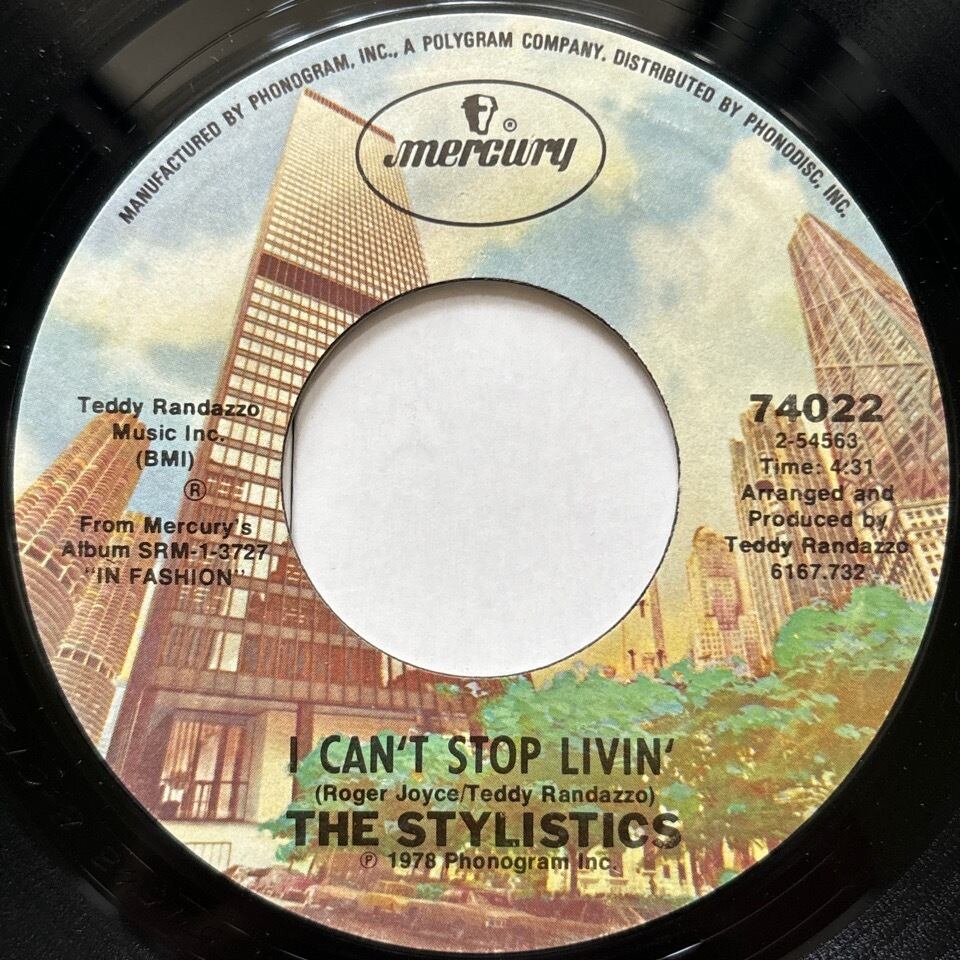 MANUFACTURED BY PHONOGRAM, INC., A POLYGRAM COMPANY. DISTRIBUTED BY PHONODISC, INC.
®
mercury
Teddy Randazzo
Music Inc.
(BMI)
®
From Mercury's
Album SRM-1-3727
"IN FASHION"
74022
2-54563
Time: 4:31
Arranged and
Produced by
Teddy Randazzo
6167.732
I CAN'T STOP LIVIN'
(Roger Joyce/Teddy Randazzo)
THE STYLISTICS
℗ 1978 Phonogram Inc.